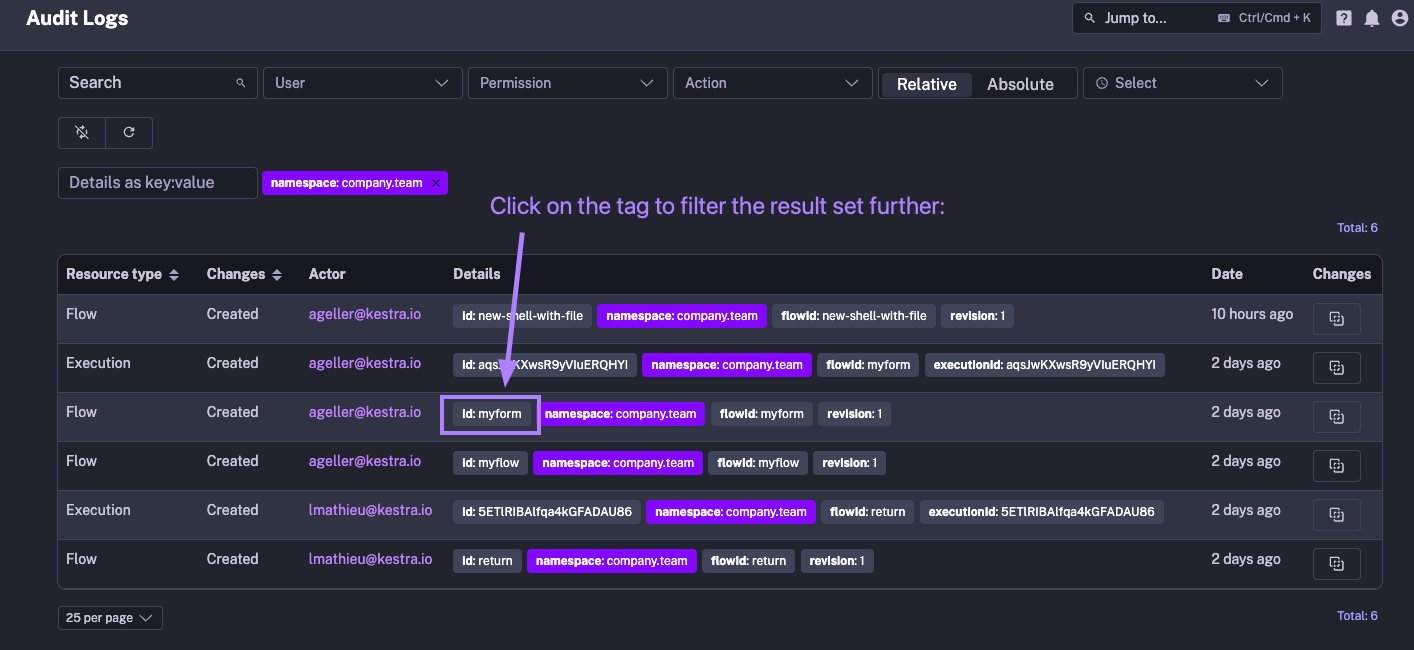 Audit Logs
Jump to... Ctrl/Cmd + K
Search User Permission Action Relative Absolute Select
Details as key:value namespace: company.team ×
Click on the tag to filter the result set further:
Total: 6
Resource type Changes Actor Details Date Changes
Flow Created ageller@kestra.io id: new-shell-with-file namespace: company.team flowId: new-shell-with-file revision: 1 10 hours ago
Execution Created ageller@kestra.io id: aqsJwKXwsR9yVIuERQHYI namespace: company.team flowId: myform executionId: aqsJwKXwsR9yVIuERQHYI 2 days ago
Flow Created ageller@kestra.io id: myform namespace: company.team flowId: myform revision: 1 2 days ago
Flow Created ageller@kestra.io id: myflow namespace: company.team flowId: myflow revision: 1 2 days ago
Execution Created lmathieu@kestra.io id: 5ETlRIBAlfqa4kGFADAU86 namespace: company.team flowId: return executionId: 5ETlRIBAlfqa4kGFADAU86 2 days ago
Flow Created lmathieu@kestra.io id: return namespace: company.team flowId: return revision: 1 2 days ago
25 per page Total: 6